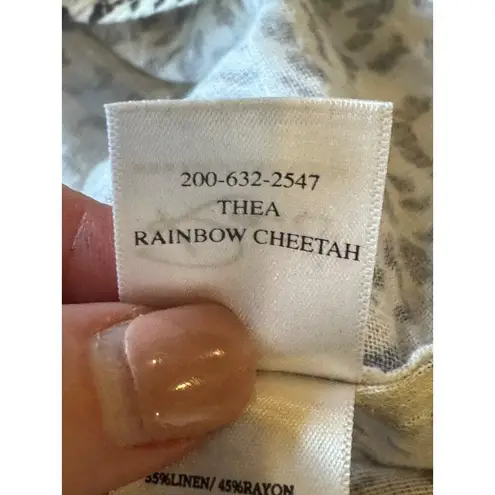 200-632-2547
THEA
RAINBOW CHEETAH
55%LINEN/ 45%RAYON